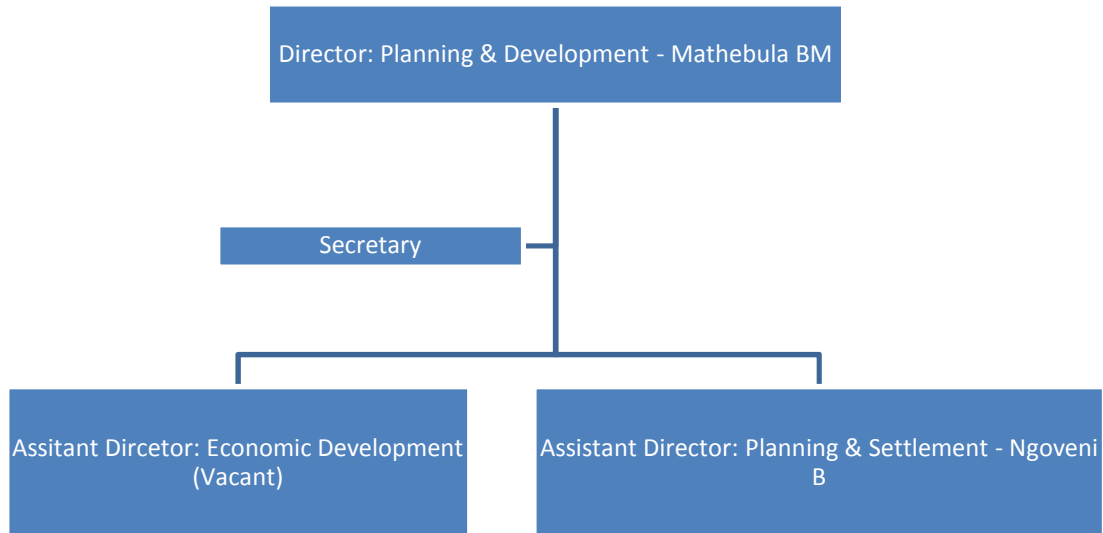 Director: Planning & Development - Mathebula BM
Secretary
Assitant Dircetor: Economic Development
(Vacant)
Assistant Director: Planning & Settlement - Ngoveni
B